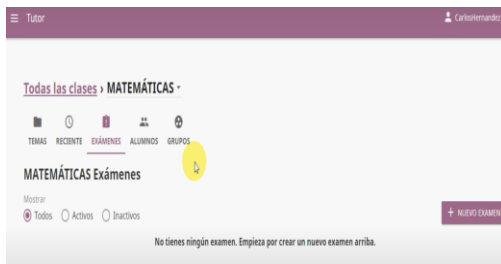 Tutor
CarlosHernandez
Todas las clases › MATEMÁTICAS
TEMAS RECIENTE EXÁMENES ALUMNOS GRUPOS
MATEMÁTICAS Exámenes
Mostrar
Todos Activos Inactivos
+ NUEVO EXAMEN
No tienes ningún examen. Empieza por crear un nuevo examen arriba.